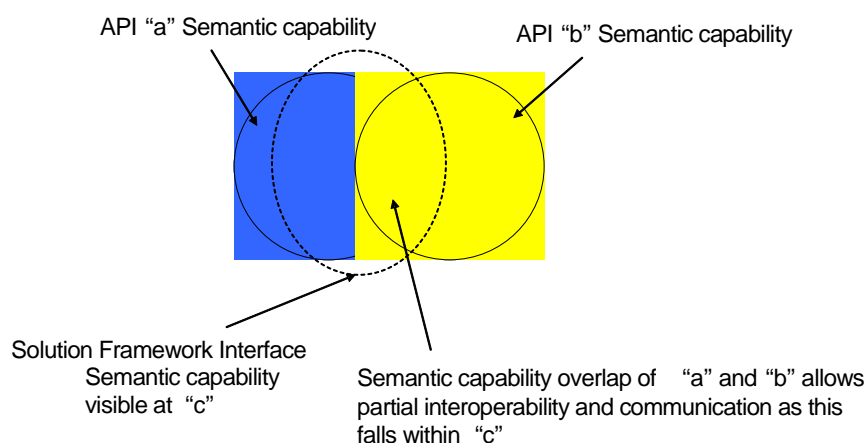 API “a” Semantic capability
API “b” Semantic capability
Solution Framework Interface
Semantic capability
visible at “c”
Semantic capability overlap of “a” and “b” allows
partial interoperability and communication as this
falls within “c”